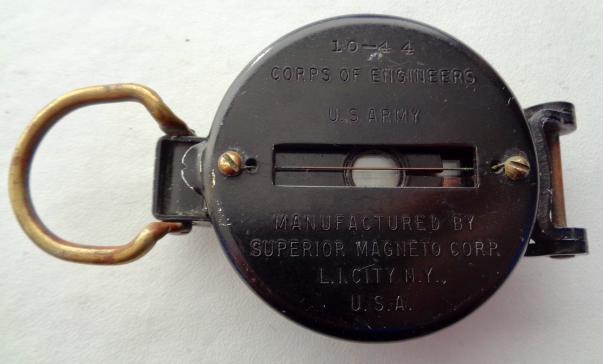 10-44
CORPS OF ENGINEERS
U.S ARMY
MANUFACTURED BY
SUPERIOR MAGNETO CORP.
L.I.CITY N.Y.,
U.S.A.